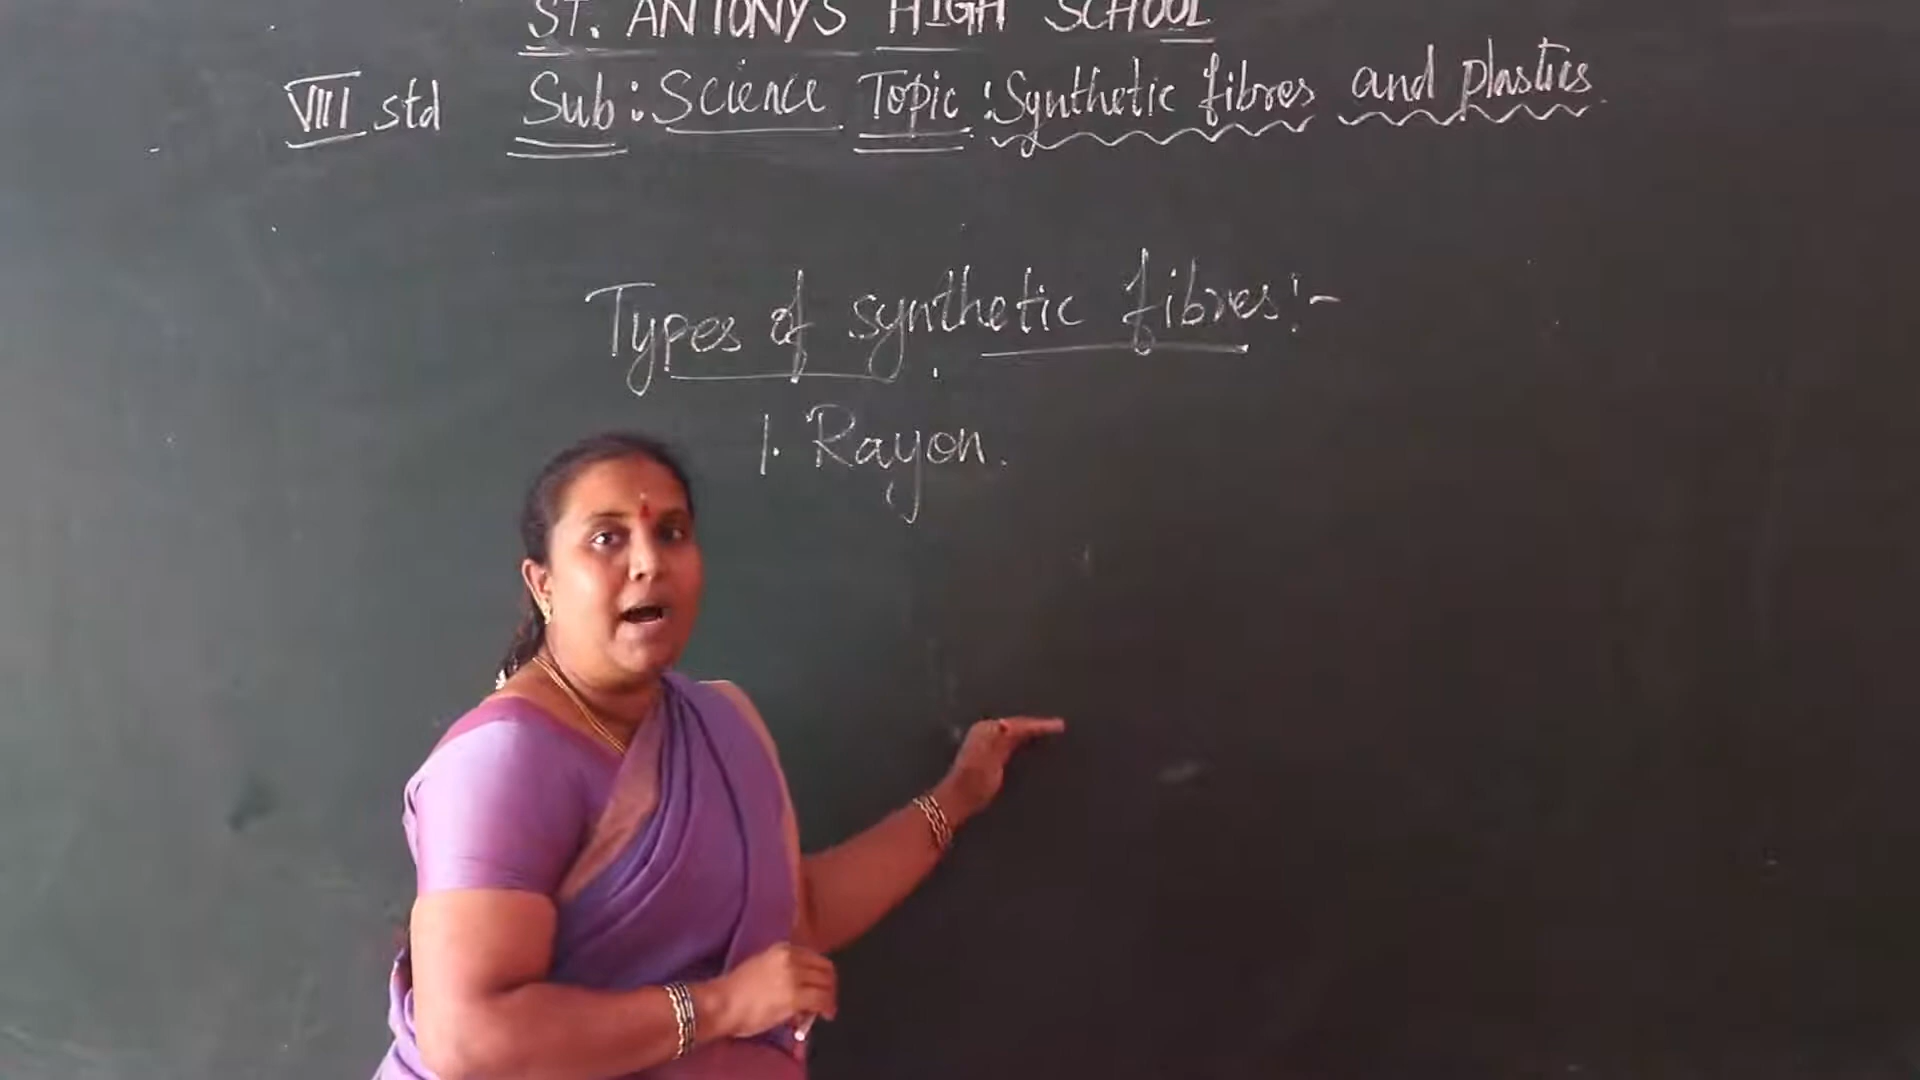 ST. ANTONYS HIGH SCHOOL
VIII std Sub: Science Topic: Synthetic fibres and plastics
Types of synthetic fibres:-
1. Rayon.